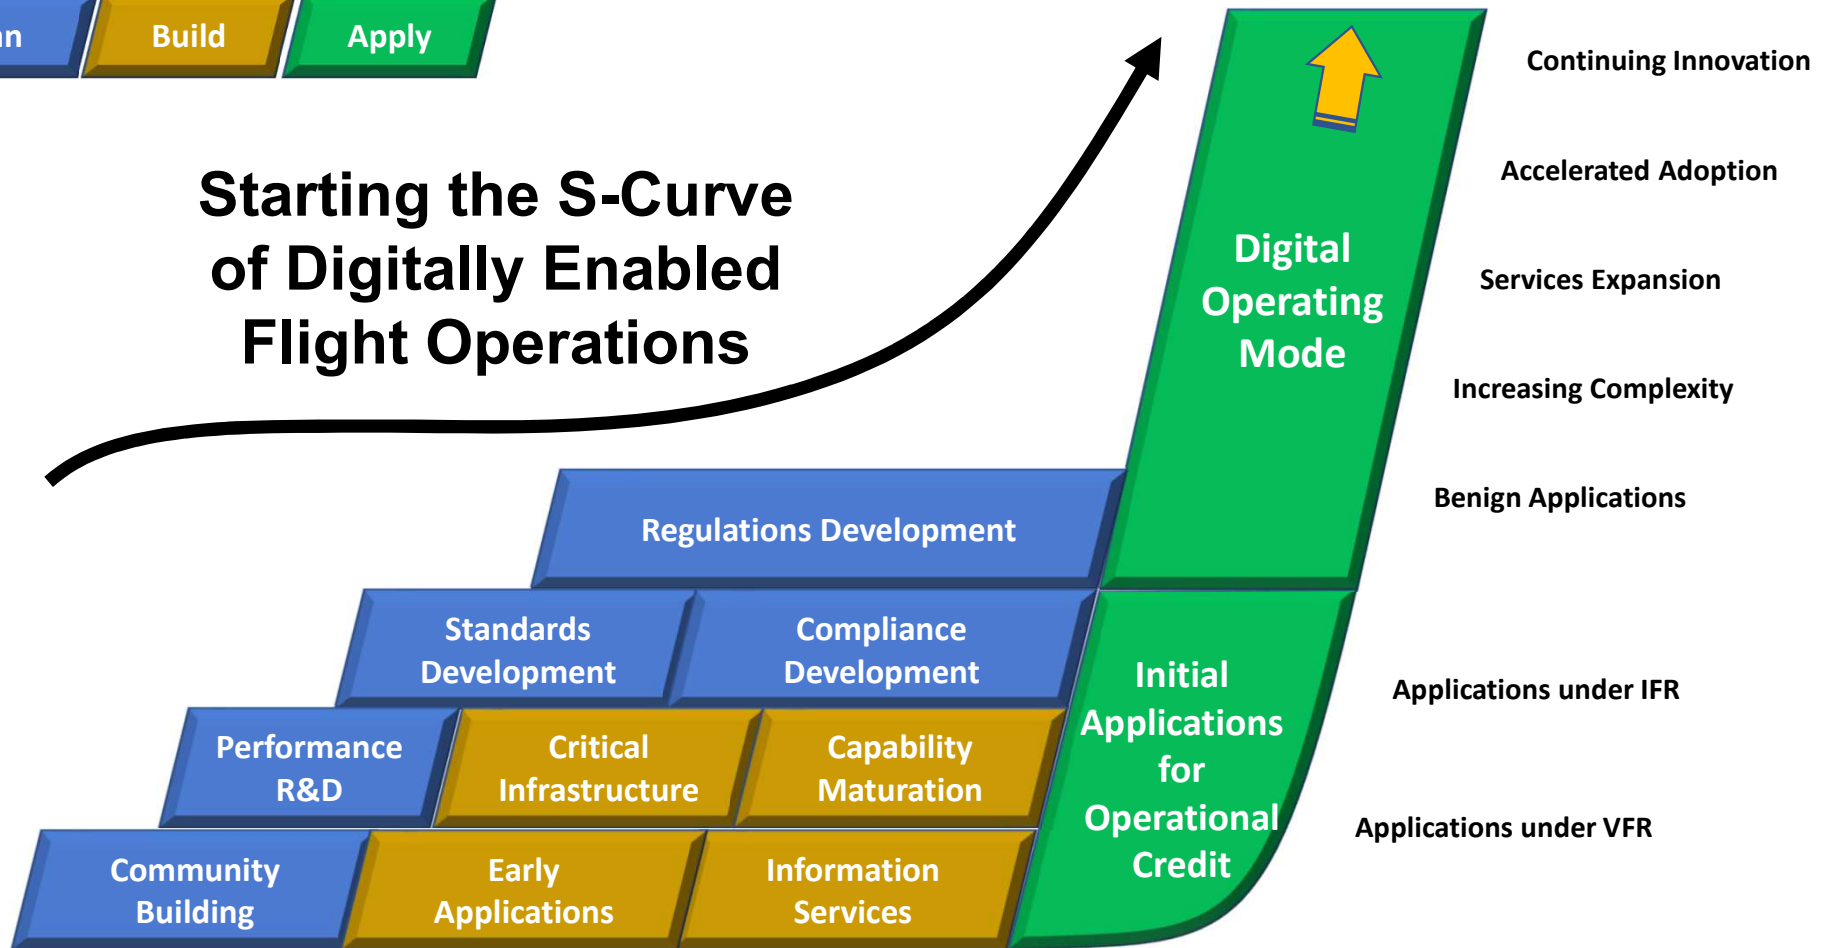 Build
Apply
Continuing Innovation
Starting the S-Curve
of Digitally Enabled
Flight Operations
Accelerated Adoption
Digital
Operating
Mode
Services Expansion
Increasing Complexity
Benign Applications
Regulations Development
Standards
Development
Compliance
Development
Initial
Applications
for
Operational
Credit
Applications under IFR
Performance
R&D
Critical
Infrastructure
Capability
Maturation
Applications under VFR
Community
Building
Early
Applications
Information
Services